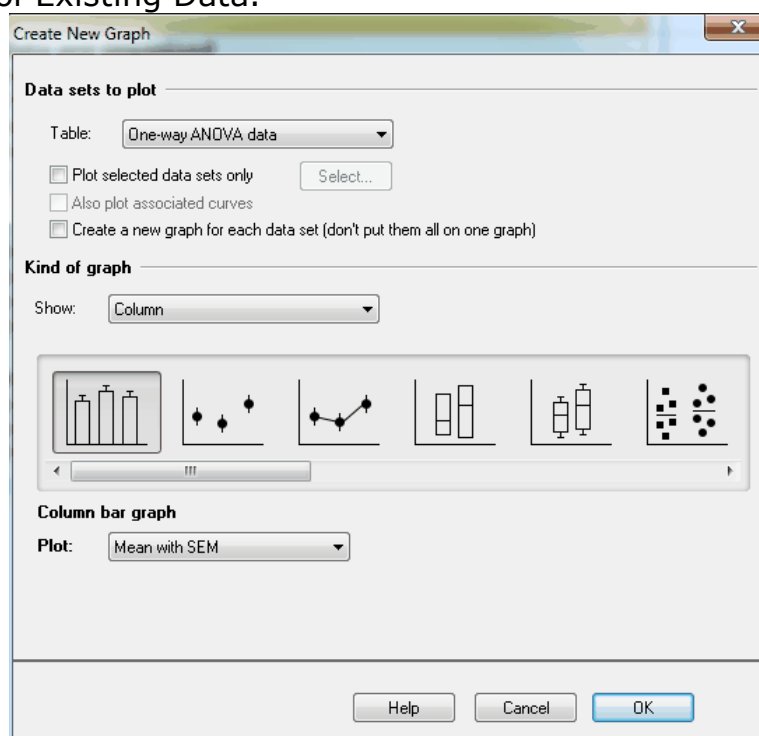 or Existing Data.
Create New Graph
Data sets to plot
Table: One-way ANOVA data
Plot selected data sets only Select...
Also plot associated curves
Create a new graph for each data set (don't put them all on one graph)
Kind of graph
Show: Column
Column bar graph
Plot: Mean with SEM
Help Cancel OK